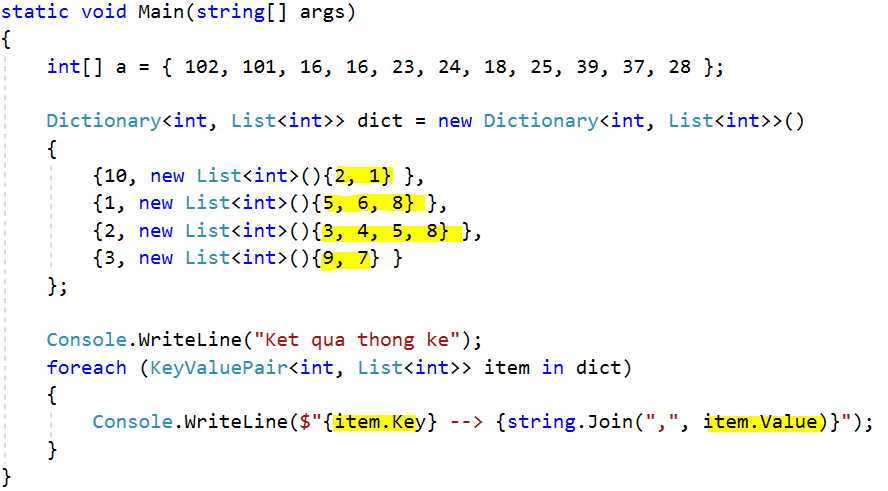 static void Main(string[] args)
{
int[] a = { 102, 101, 16, 16, 23, 24, 18, 25, 39, 37, 28 };
Dictionary<int, List<int>> dict = new Dictionary<int, List<int>>()
{
{10, new List<int>(){2, 1} },
{1, new List<int>(){5, 6, 8} },
{2, new List<int>(){3, 4, 5, 8} },
{3, new List<int>(){9, 7} }
};
Console.WriteLine("Ket qua thong ke");
foreach (KeyValuePair<int, List<int>> item in dict)
{
Console.WriteLine($"{item.Key} --> {string.Join(",", item.Value)}");
}
}